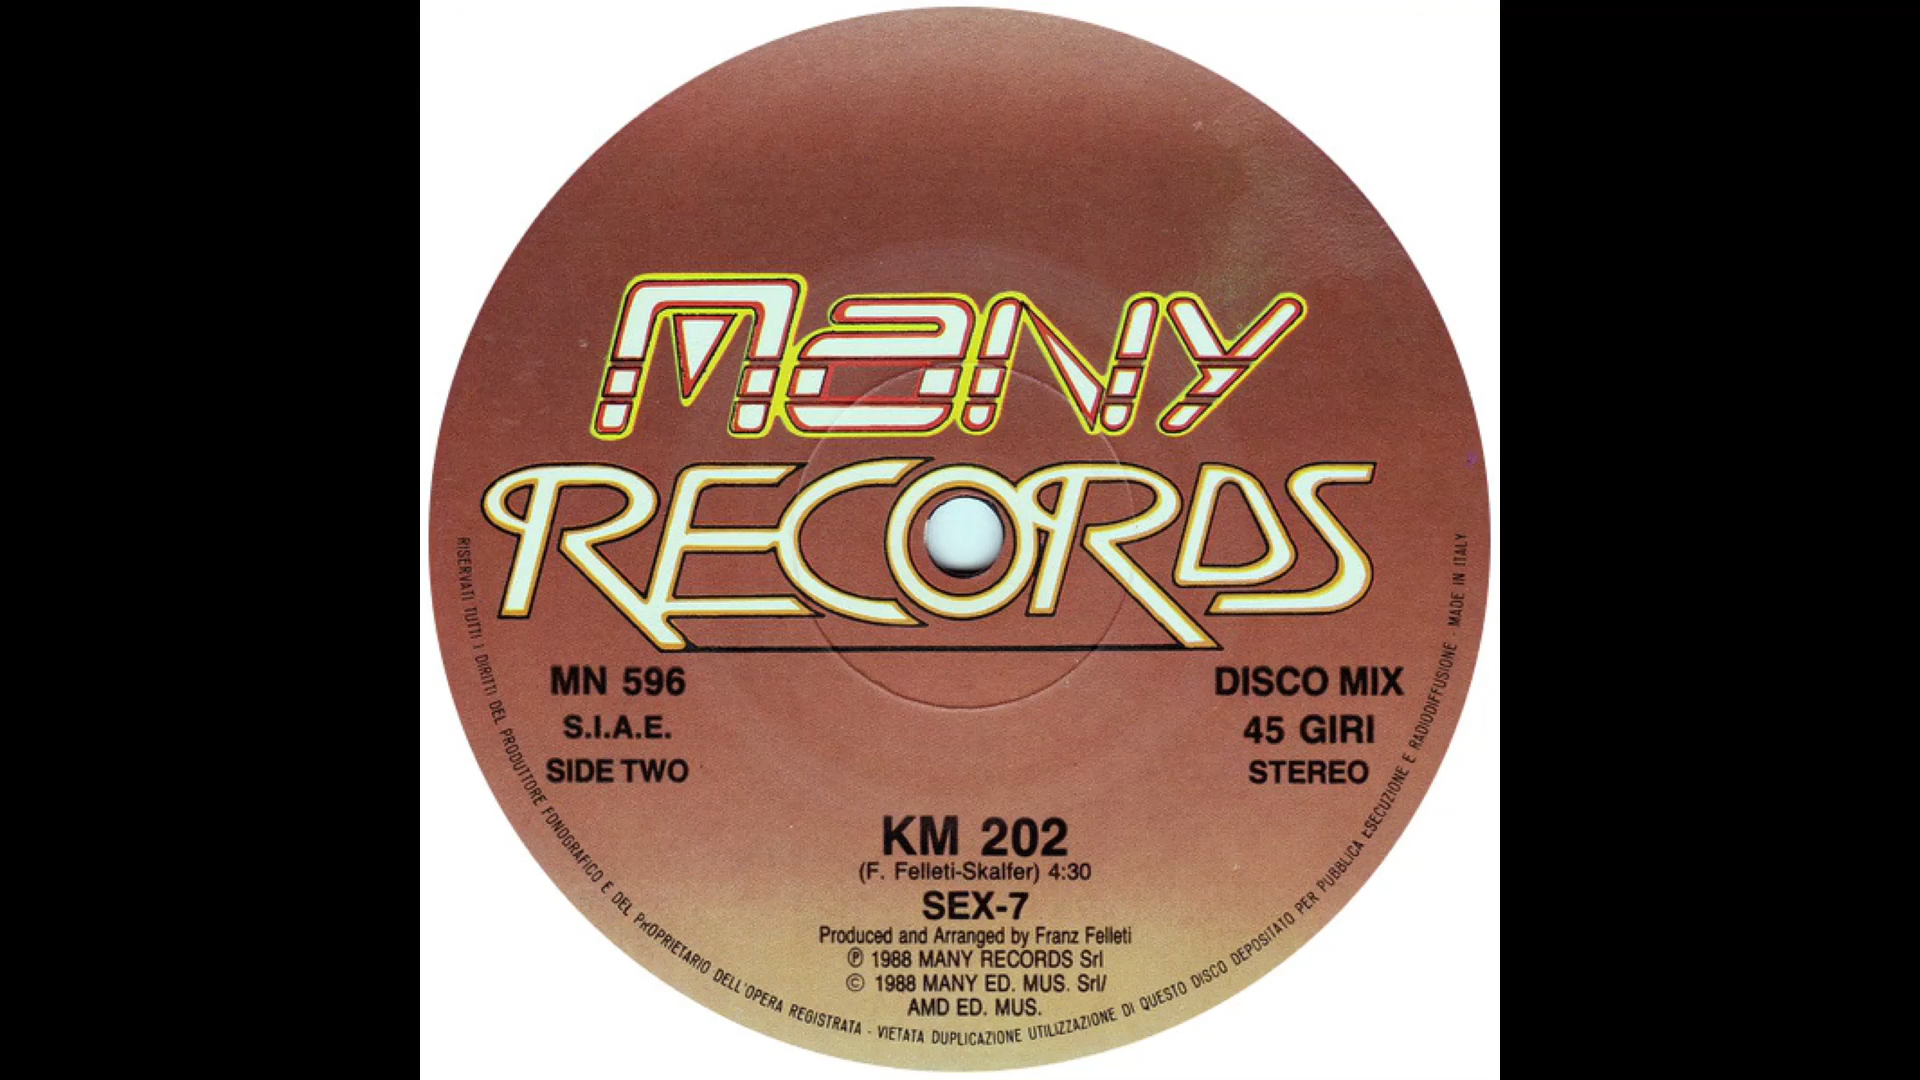 Many
RECORDS
MN 596
S.I.A.E.
SIDE TWO
DISCO MIX
45 GIRI
STEREO
KM 202
(F. Felleti-Skalfer) 4:30
SEX-7
Produced and Arranged by Franz Felleti
℗ 1988 MANY RECORDS Srl
© 1988 MANY ED. MUS. Srl/
AMD ED. MUS.
RISERVATI TUTTI I DIRITTI DEL PRODUTTORE FONOGRAFICO E DEL PROPRIETARIO DELL'OPERA REGISTRATA - VIETATA DUPLICAZIONE UTILIZZAZIONE DI QUESTO DISCO DEPOSITATO PER PUBBLICA ESECUZIONE E RADIODIFFUSIONE - MADE IN ITALY